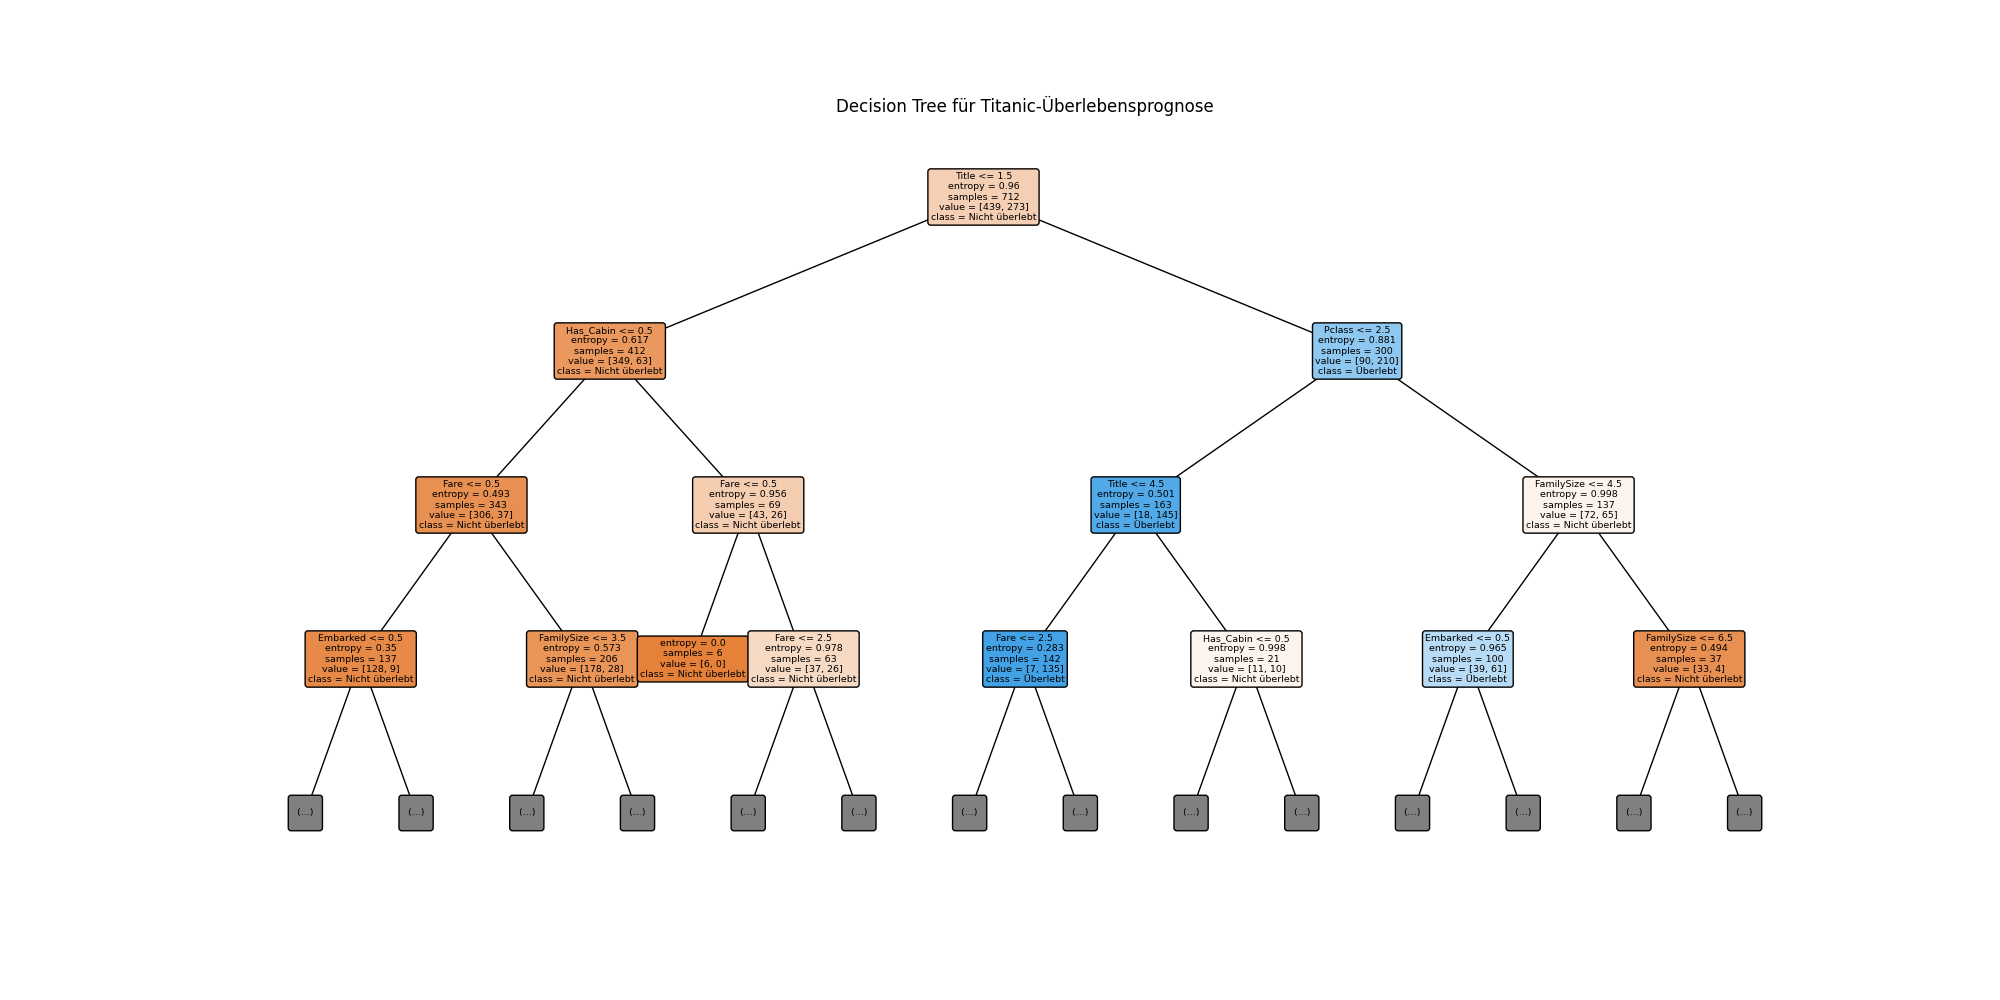 Decision Tree für Titanic-Überlebensprognose
Title <= 1.5
entropy = 0.96
samples = 712
value = [439, 273]
class = Nicht überlebt
Has_Cabin <= 0.5
entropy = 0.617
samples = 412
value = [349, 63]
class = Nicht überlebt
Pclass <= 2.5
entropy = 0.881
samples = 300
value = [90, 210]
class = Überlebt
Fare <= 0.5
entropy = 0.493
samples = 343
value = [306, 37]
class = Nicht überlebt
Fare <= 0.5
entropy = 0.956
samples = 69
value = [43, 26]
class = Nicht überlebt
Title <= 4.5
entropy = 0.501
samples = 163
value = [18, 145]
class = Überlebt
FamilySize <= 4.5
entropy = 0.998
samples = 137
value = [72, 65]
class = Nicht überlebt
Embarked <= 0.5
entropy = 0.35
samples = 137
value = [128, 9]
class = Nicht überlebt
FamilySize <= 3.5
entropy = 0.573
samples = 206
value = [178, 28]
class = Nicht überlebt
entropy = 0.0
samples = 6
value = [6, 0]
class = Nicht überlebt
Fare <= 2.5
entropy = 0.978
samples = 63
value = [37, 26]
class = Nicht überlebt
Fare <= 2.5
entropy = 0.283
samples = 142
value = [7, 135]
class = Überlebt
Has_Cabin <= 0.5
entropy = 0.998
samples = 21
value = [11, 10]
class = Nicht überlebt
Embarked <= 0.5
entropy = 0.965
samples = 100
value = [39, 61]
class = Überlebt
FamilySize <= 6.5
entropy = 0.494
samples = 37
value = [33, 4]
class = Nicht überlebt
(...)
(...)
(...)
(...)
(...)
(...)
(...)
(...)
(...)
(...)
(...)
(...)
(...)
(...)